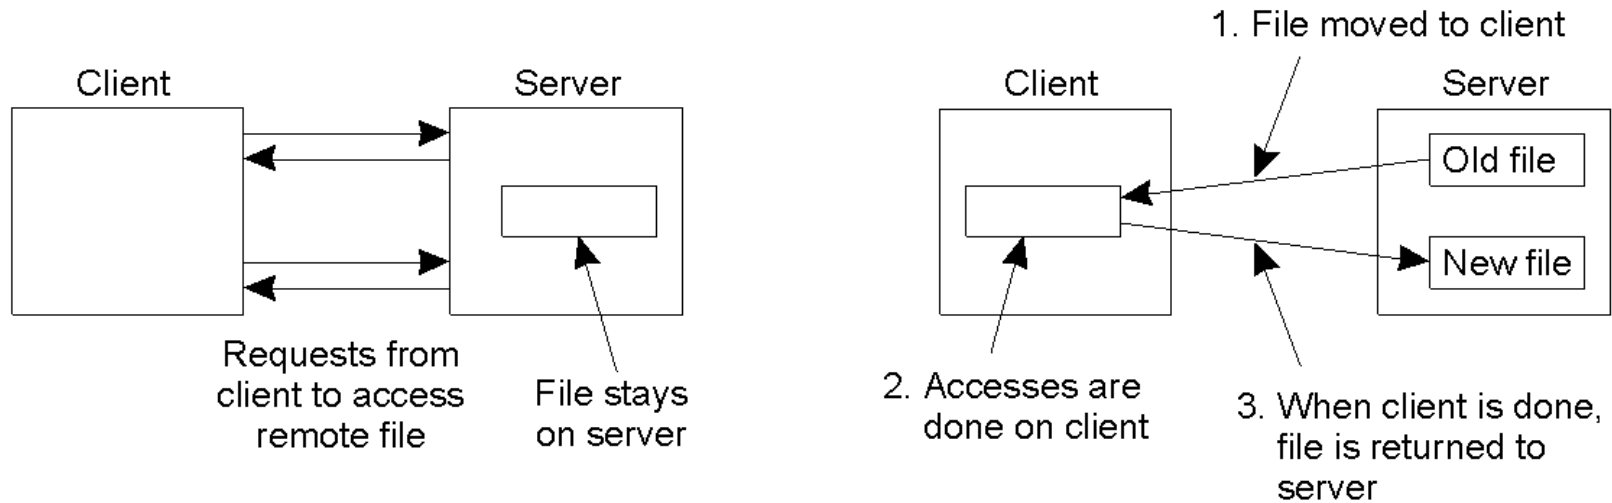 Client
Server
Requests from
client to access
remote file
File stays
on server
1. File moved to client
Client
Server
Old file
New file
2. Accesses are
done on client
3. When client is done,
file is returned to
server